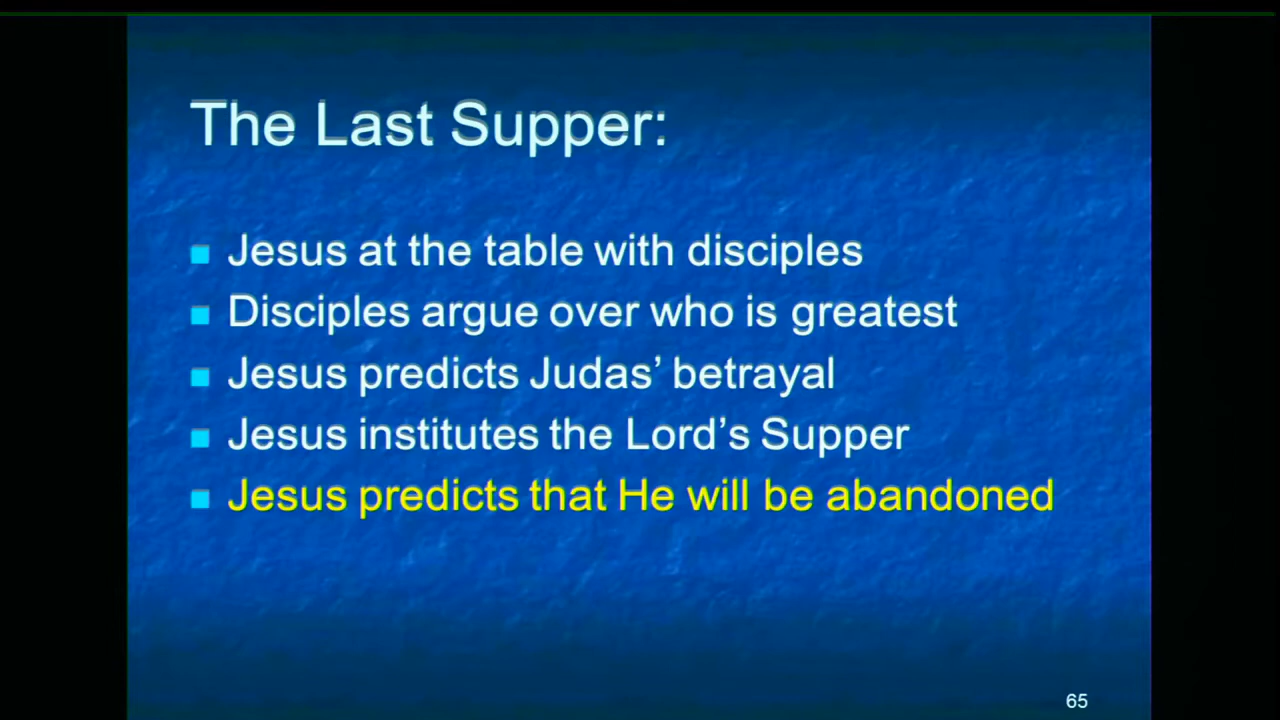 The Last Supper:
Jesus at the table with disciples
Disciples argue over who is greatest
Jesus predicts Judas’ betrayal
Jesus institutes the Lord’s Supper
Jesus predicts that He will be abandoned
65